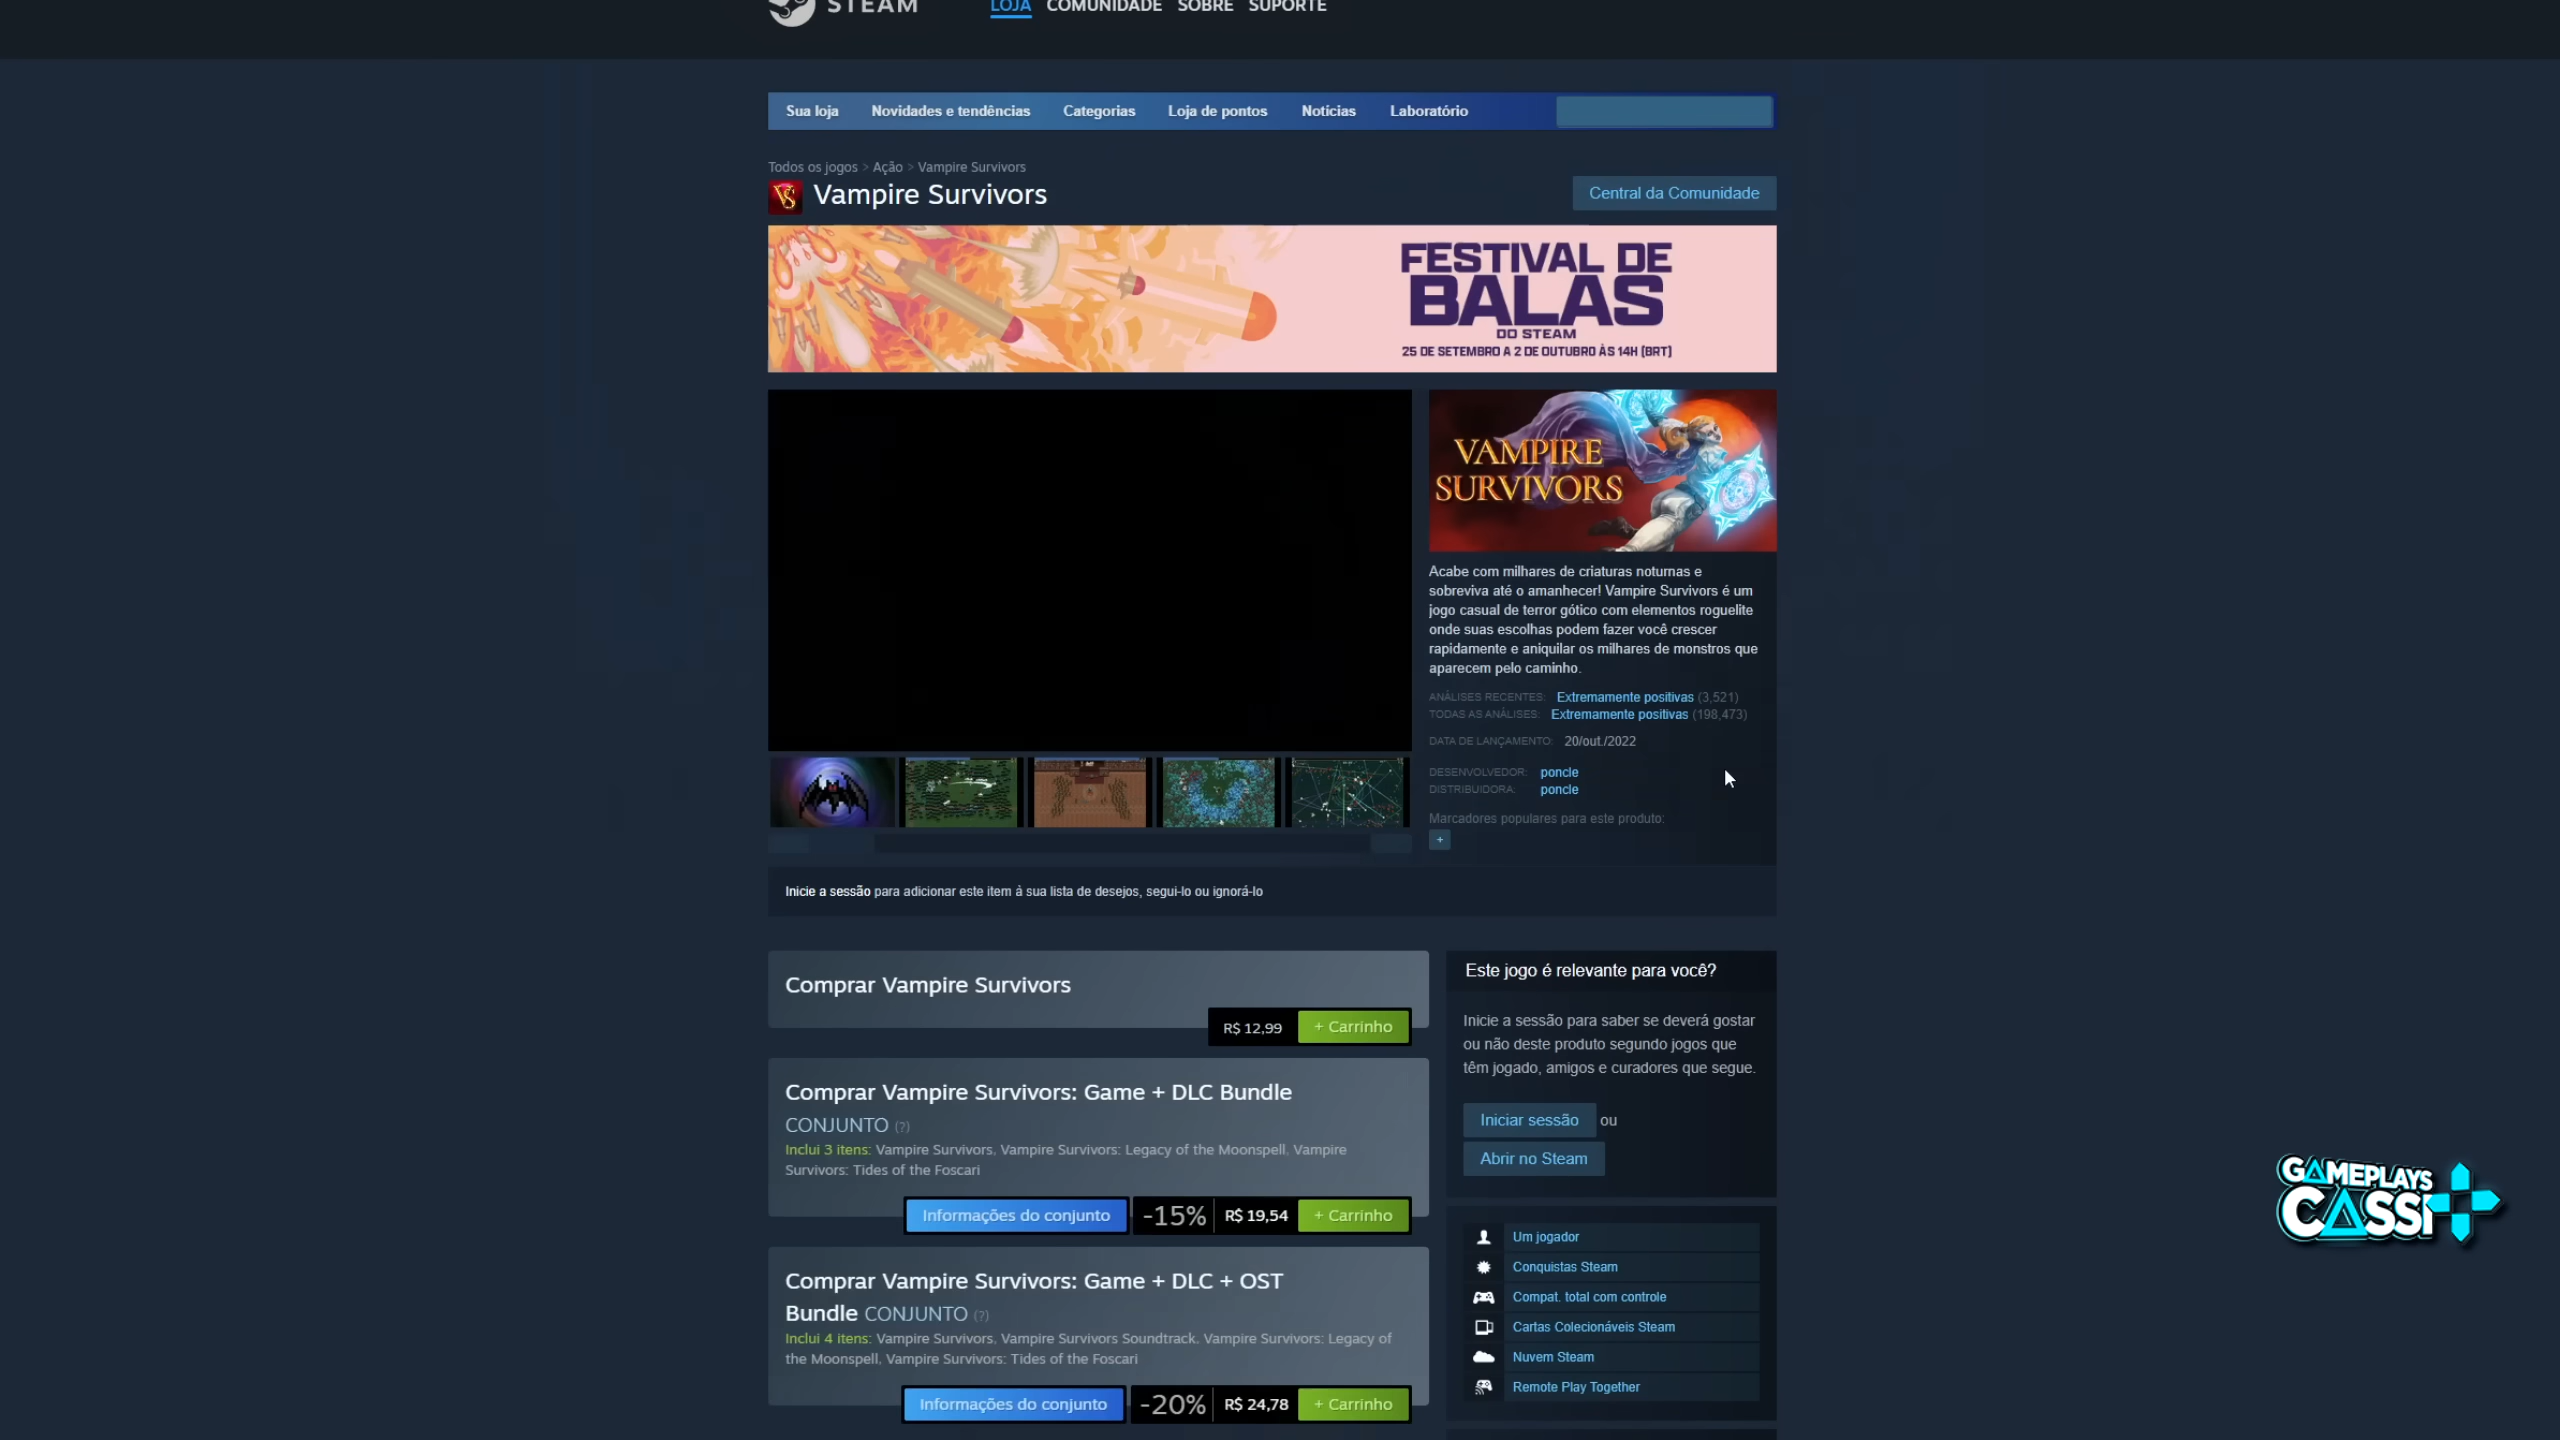 STEAM
LOJA COMUNIDADE SOBRE SUPORTE
Sua loja Novidades e tendências Categorias Loja de pontos Notícias Laboratório
Todos os jogos > Ação > Vampire Survivors
VS
Vampire Survivors
Central da Comunidade
FESTIVAL DE
BALAS
DO STEAM
25 DE SETEMBRO A 2 DE OUTUBRO ÀS 14H (BRT)
VAMPIRE
SURVIVORS
Acabe com milhares de criaturas noturnas e
sobreviva até o amanhecer! Vampire Survivors é um
jogo casual de terror gótico com elementos roguelite
onde suas escolhas podem fazer você crescer
rapidamente e aniquilar os milhares de monstros que
aparecem pelo caminho.
ANÁLISES RECENTES: Extremamente positivas (3,521)
TODAS AS ANÁLISES: Extremamente positivas (198,473)
DATA DE LANÇAMENTO: 20/out./2022
DESENVOLVEDOR: poncle
DISTRIBUIDORA: poncle
Marcadores populares para este produto:
+
Inicie a sessão para adicionar este item à sua lista de desejos, segui-lo ou ignorá-lo
Comprar Vampire Survivors
R$ 12,99 + Carrinho
Comprar Vampire Survivors: Game + DLC Bundle
CONJUNTO (?)
Inclui 3 itens: Vampire Survivors, Vampire Survivors: Legacy of the Moonspell, Vampire
Survivors: Tides of the Foscari
Informações do conjunto -15% R$ 19,54 + Carrinho
Comprar Vampire Survivors: Game + DLC + OST
Bundle CONJUNTO (?)
Inclui 4 itens: Vampire Survivors, Vampire Survivors Soundtrack, Vampire Survivors: Legacy of
the Moonspell, Vampire Survivors: Tides of the Foscari
Informações do conjunto -20% R$ 24,78 + Carrinho
Este jogo é relevante para você?
Inicie a sessão para saber se deverá gostar
ou não deste produto segundo jogos que
têm jogado, amigos e curadores que segue.
Iniciar sessão ou
Abrir no Steam
Um jogador
Conquistas Steam
Compat. total com controle
Cartas Colecionáveis Steam
Nuvem Steam
Remote Play Together
GAMEPLAYS
CASSI